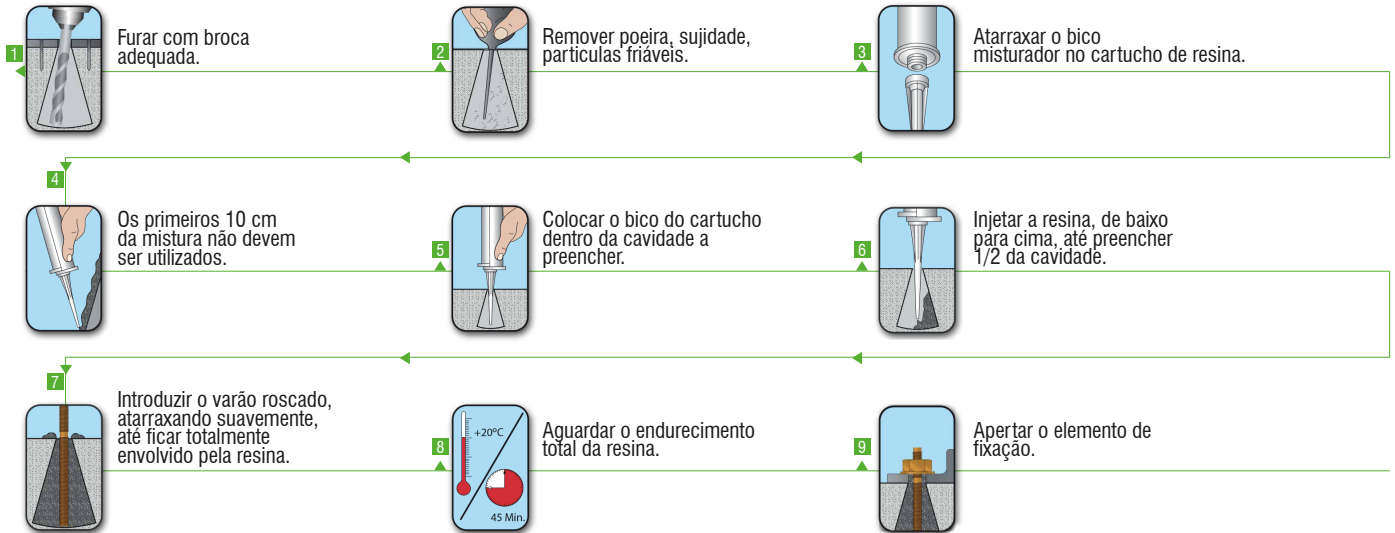 1
Furar com broca
adequada.
2
Remover poeira, sujidade,
particulas friáveis.
3
Atarraxar o bico
misturador no cartucho de resina.
4
Os primeiros 10 cm
da mistura não devem
ser utilizados.
5
Colocar o bico do cartucho
dentro da cavidade a
preencher.
6
Injetar a resina, de baixo
para cima, até preencher
1/2 da cavidade.
7
Introduzir o varão roscado,
atarraxando suavemente,
até ficar totalmente
envolvido pela resina.
8
+20ºC
45 Min.
Aguardar o endurecimento
total da resina.
9
Apertar o elemento de
fixação.